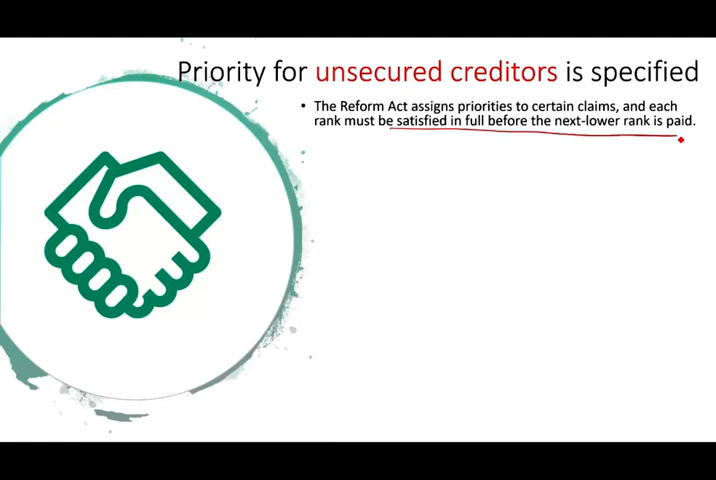 Priority for unsecured creditors is specified
• The Reform Act assigns priorities to certain claims, and each
rank must be satisfied in full before the next-lower rank is paid.